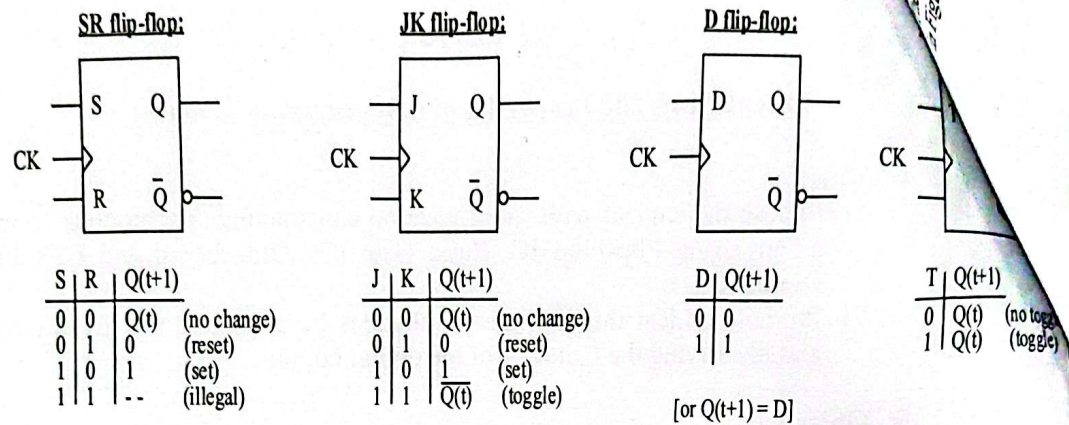 SR flip-flop:
JK flip-flop:
D flip-flop:
S Q
CK
R Q̅
J Q
CK
K Q̅
D Q
CK
Q̅
CK
S R Q(t+1)
0 0 Q(t) (no change)
0 1 0 (reset)
1 0 1 (set)
1 1 -- (illegal)
J K Q(t+1)
0 0 Q(t) (no change)
0 1 0 (reset)
1 0 1 (set)
1 1 Q̅(̅t̅)̅ (toggle)
D Q(t+1)
0 0
1 1
[or Q(t+1) = D]
T Q(t+1)
0 Q(t) (no
1 Q(t) (toggle)